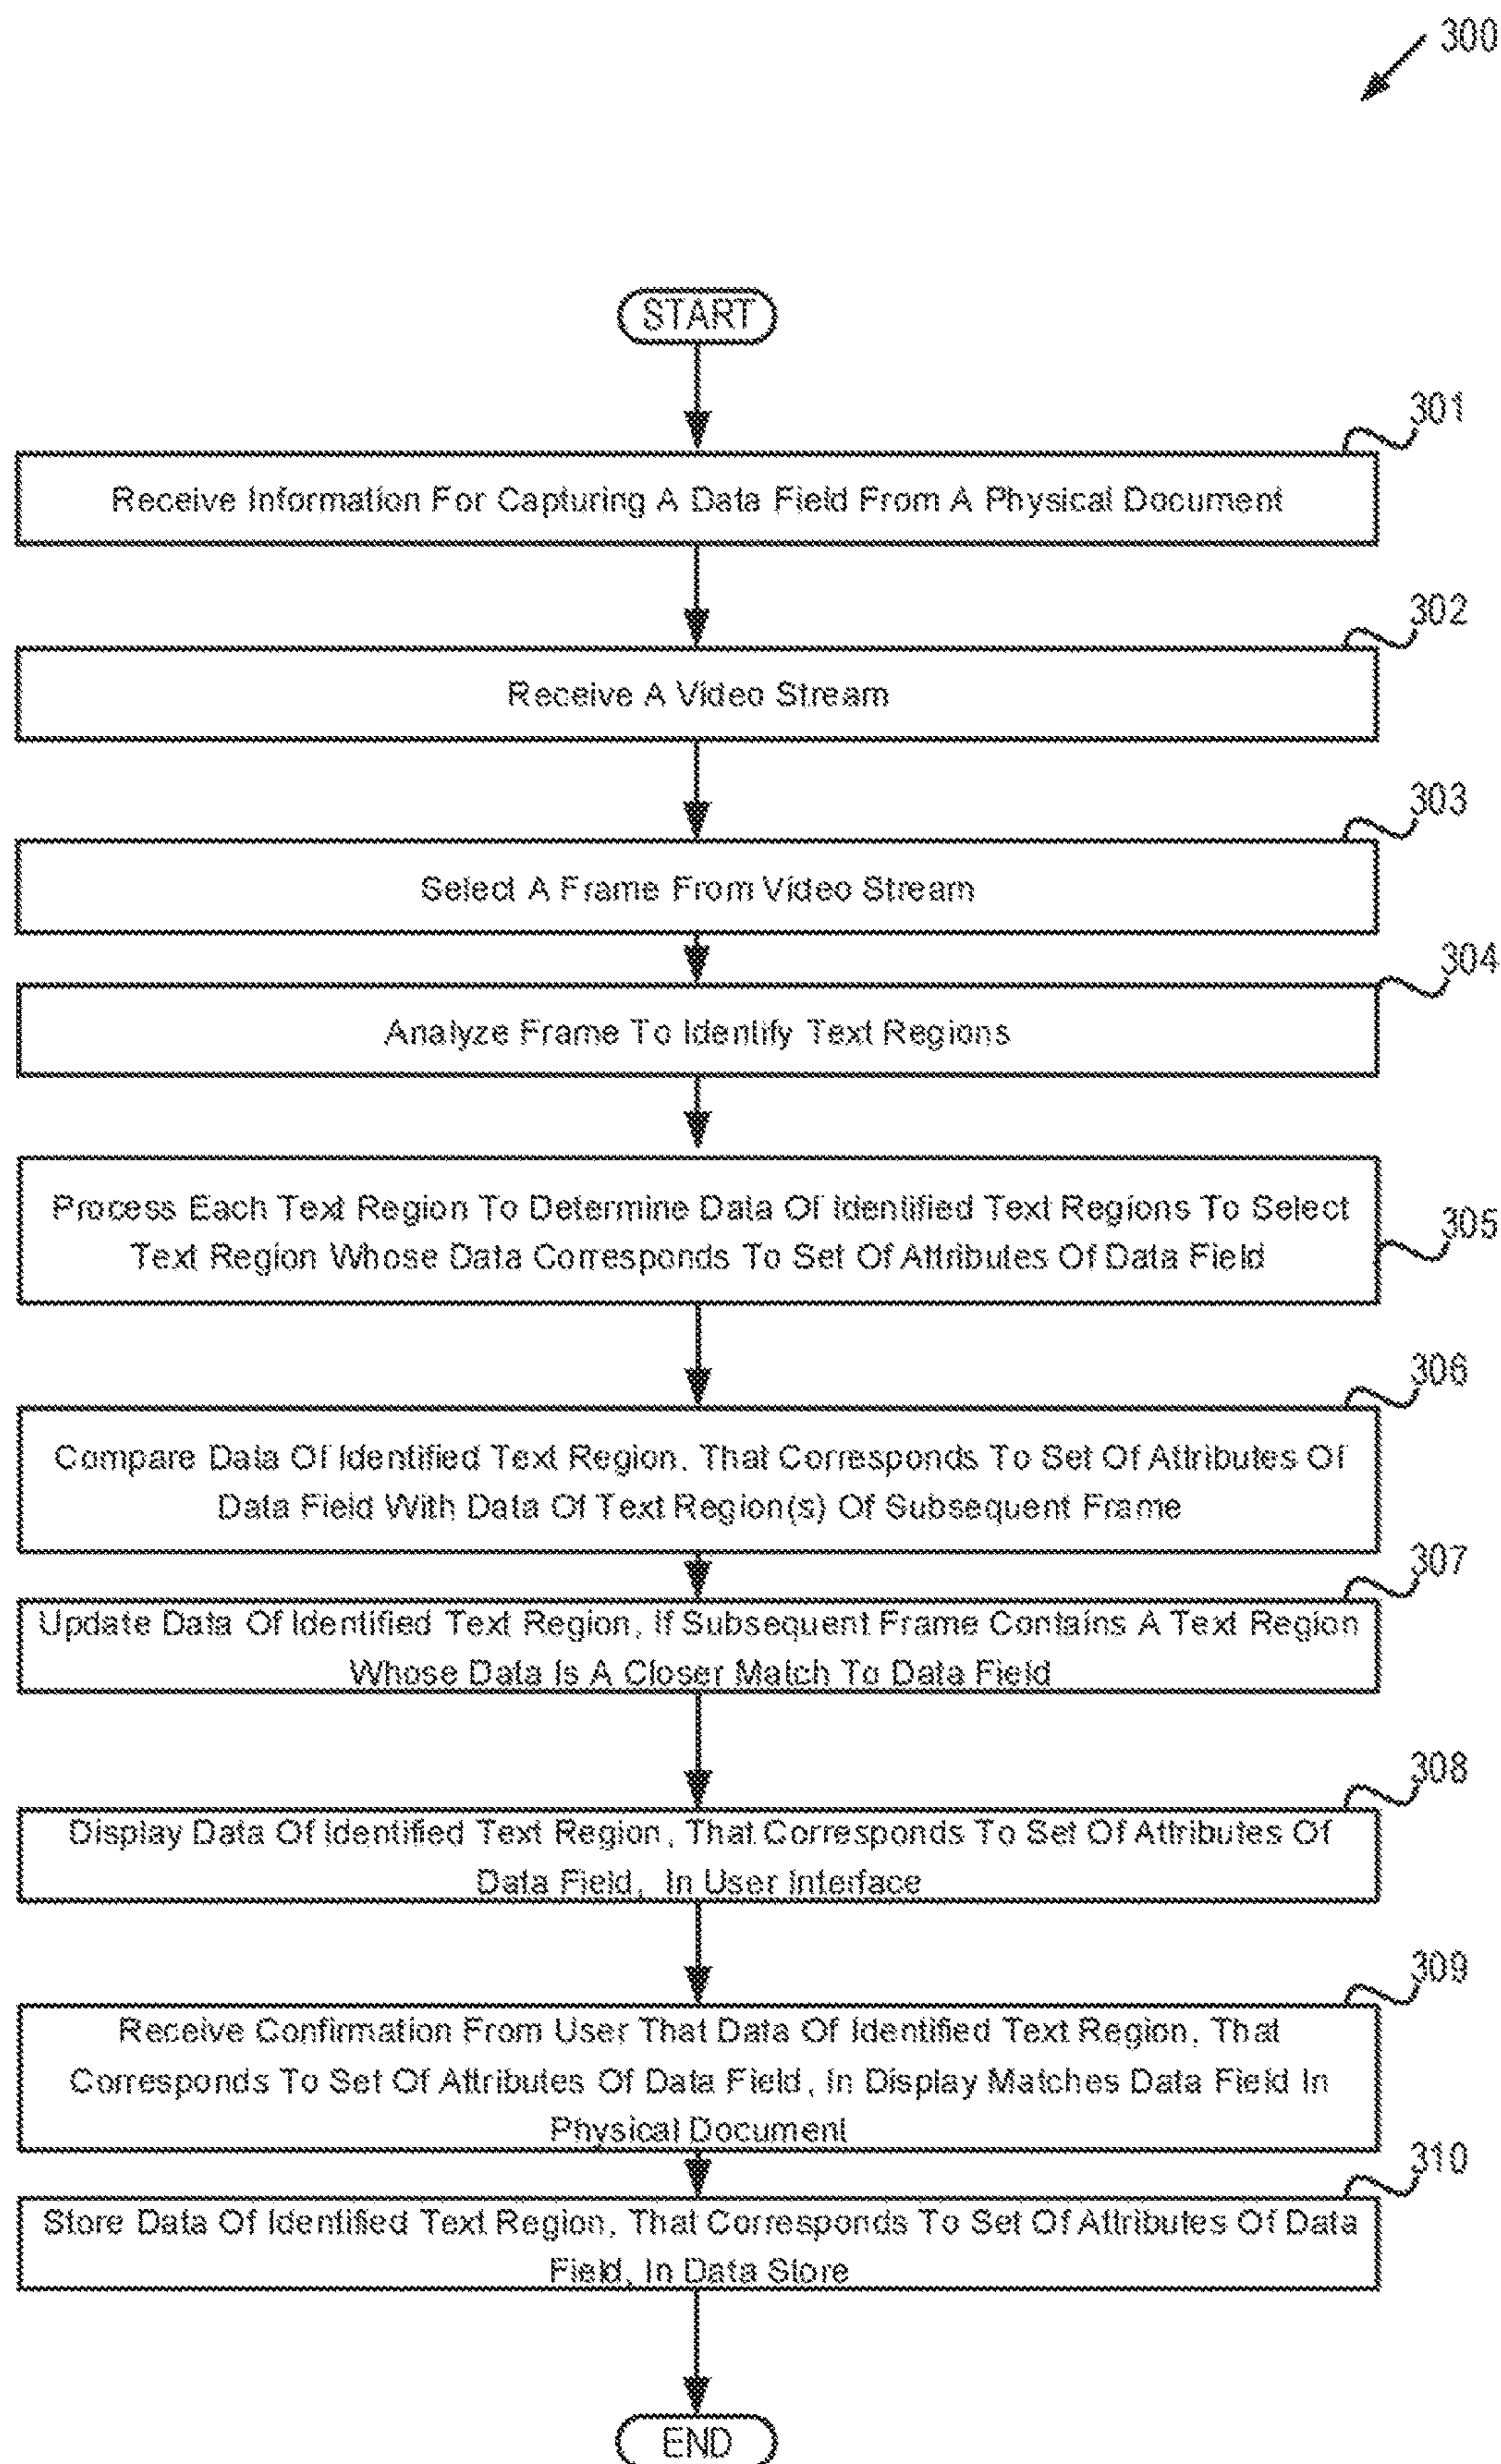 300
START
301
Receive Information For Capturing A Data Field From A Physical Document
302
Receive A Video Stream
303
Select A Frame From Video Stream
304
Analyze Frame To Identify Text Regions
305
Process Each Text Region To Determine Data Of Identified Text Regions To Select
Text Region Whose Data Corresponds To Set Of Attributes Of Data Field
306
Compare Data Of Identified Text Region, That Corresponds To Set Of Attributes Of
Data Field With Data Of Text Region(s) Of Subsequent Frame
307
Update Data Of Identified Text Region, If Subsequent Frame Contains A Text Region
Whose Data Is A Closer Match To Data Field
308
Display Data Of Identified Text Region, That Corresponds To Set Of Attributes Of
Data Field, In User Interface
309
Receive Confirmation From User That Data Of Identified Text Region, That
Corresponds To Set Of Attributes Of Data Field, In Display Matches Data Field In
Physical Document
310
Store Data Of Identified Text Region, That Corresponds To Set Of Attributes Of Data
Field, In Data Store
END